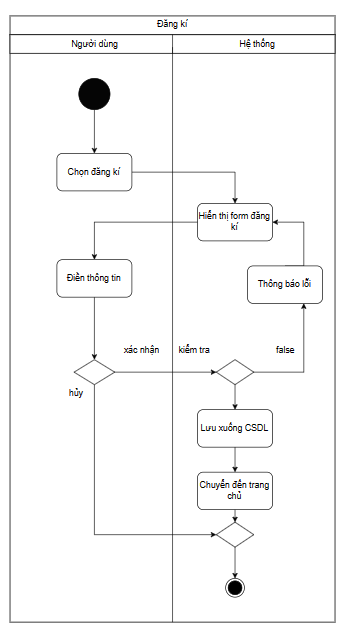 Đăng kí
Người dùng
Hệ thống
Chọn đăng kí
Hiển thị form đăng
kí
Điền thông tin
Thông báo lỗi
xác nhận
kiểm tra
false
hủy
Lưu xuống CSDL
Chuyển đến trang
chủ